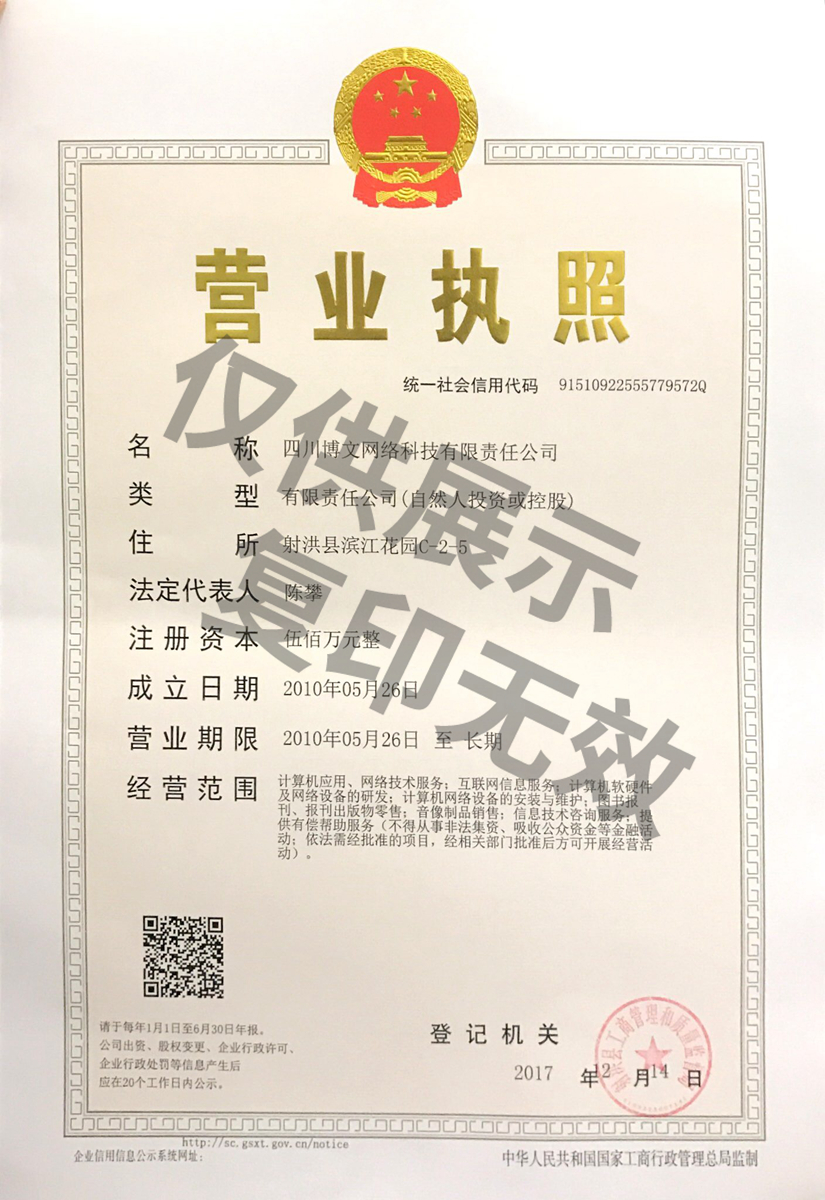 营业执照
统一社会信用代码 91510922555779572Q
名称 四川博文网络科技有限责任公司
类型 有限责任公司(自然人投资或控股)
住所 射洪县滨江花园C-2-5
法定代表人 陈攀
注册资本 伍佰万元整
成立日期 2010年05月26日
营业期限 2010年05月26日 至 长期
经营范围 计算机应用、网络技术服务；互联网信息服务；计算机软硬件
及网络设备的研发；计算机网络设备的安装与维护；图书报
刊、报刊出版物零售；音像制品销售；信息技术咨询服务；提
供有偿帮助服务（不得从事非法集资、吸收公众资金等金融活
动；依法需经批准的项目，经相关部门批准后方可开展经营活
动）。
仅供展示
复印无效
请于每年1月1日至6月30日年报。
公司出资、股权变更、企业行政许可、
企业行政处罚等信息产生后
应在20个工作日内公示。
登记机关
射洪县工商管理和质量监督局
2017 年12 月14 日
http://sc.gsxt.gov.cn/notice
企业信用信息公示系统网址：
中华人民共和国国家工商行政管理总局监制